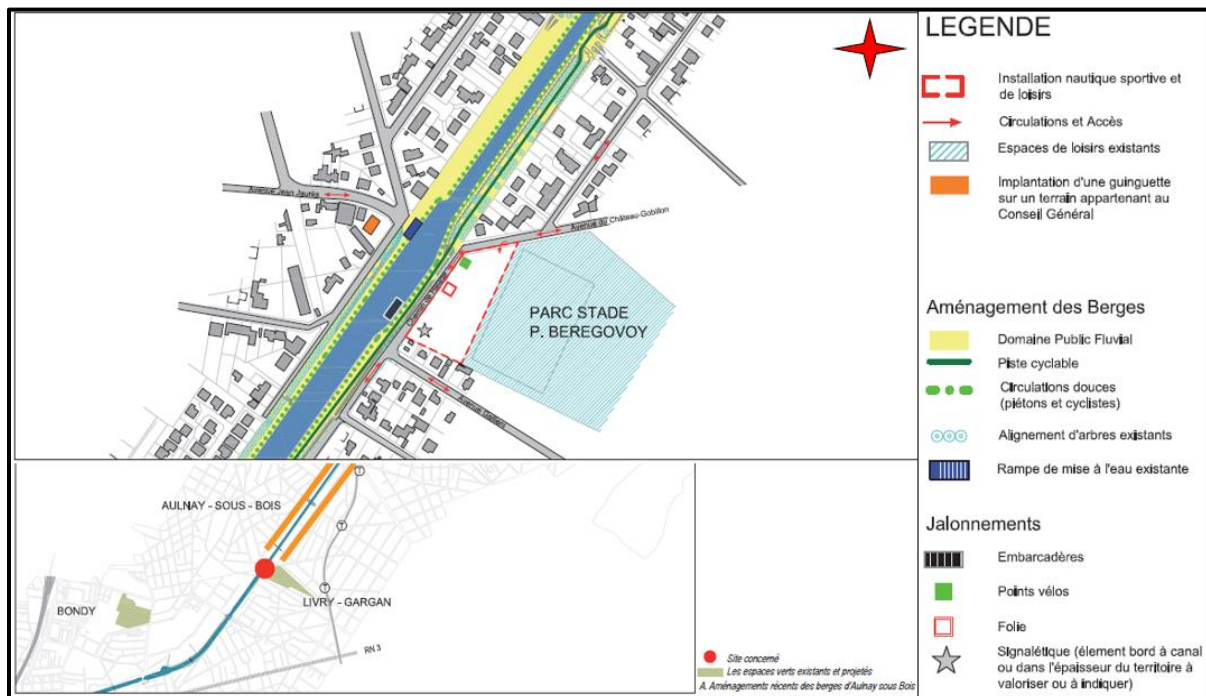 Avenue Jean Jaurès
Avenue du Château-Gobillon
Chemin de Halage
PARC STADE
P. BEREGOVOY
Avenue Gallieni
AULNAY - SOUS - BOIS
BONDY
LIVRY - GARGAN
RN 3
T
T
T
Site concerné
Les espaces verts existants et projetés
A. Aménagements récents des berges d'Aulnay sous Bois
LEGENDE
Installation nautique sportive et
de loisirs
Circulations et Accès
Espaces de loisirs existants
Implantation d'une guinguette
sur un terrain appartenant au
Conseil Général
Aménagement des Berges
Domaine Public Fluvial
Piste cyclable
Circulations douces
(piétons et cyclistes)
Alignement d'arbres existants
Rampe de mise à l'eau existante
Jalonnements
Embarcadères
Points vélos
Folie
Signalétique (élement bord à canal
ou dans l'épaisseur du territoire à
valoriser ou à indiquer)